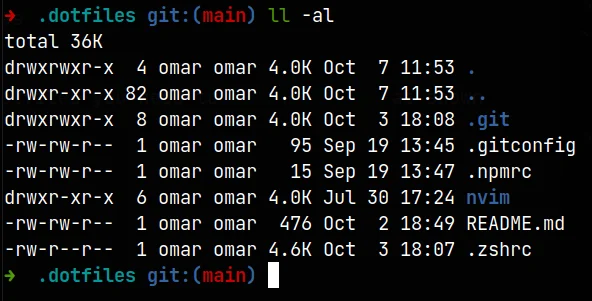 ➜  .dotfiles git:(main) ll -al
total 36K
drwxrwxr-x  4 omar omar 4.0K Oct  7 11:53 .
drwxr-xr-x 82 omar omar 4.0K Oct  7 11:53 ..
drwxrwxr-x  8 omar omar 4.0K Oct  3 18:08 .git
-rw-rw-r--  1 omar omar   95 Sep 19 13:45 .gitconfig
-rw-rw-r--  1 omar omar   15 Sep 19 13:47 .npmrc
drwxr-xr-x  6 omar omar 4.0K Jul 30 17:24 nvim
-rw-rw-r--  1 omar omar  476 Oct  2 18:49 README.md
-rw-r--r--  1 omar omar 4.6K Oct  3 18:07 .zshrc
➜  .dotfiles git:(main)